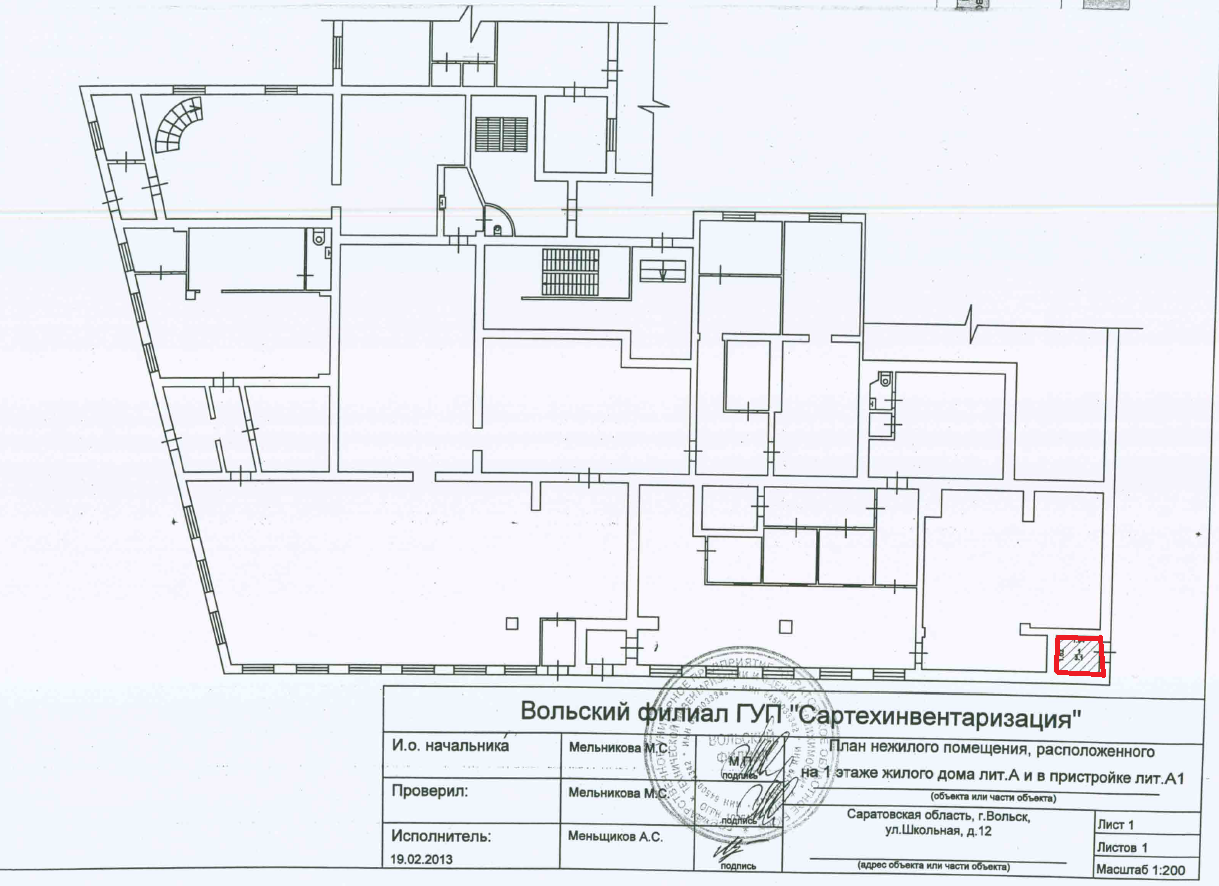 Вольский филиал ГУП "Сартехинвентаризация"
И.о. начальника
Мельникова М.С.
М.П.
подпись
План нежилого помещения, расположенного
на 1 этаже жилого дома лит.А и в пристройке лит.А1
(объекта или части объекта)
Проверил:
Мельникова М.С.
подпись
Саратовская область, г.Вольск,
ул.Школьная, д.12
(адрес объекта или части объекта)
Исполнитель:
19.02.2013
Меньщиков А.С.
подпись
Лист 1
Листов 1
Масштаб 1:200
ВОЛЬСКИЙ